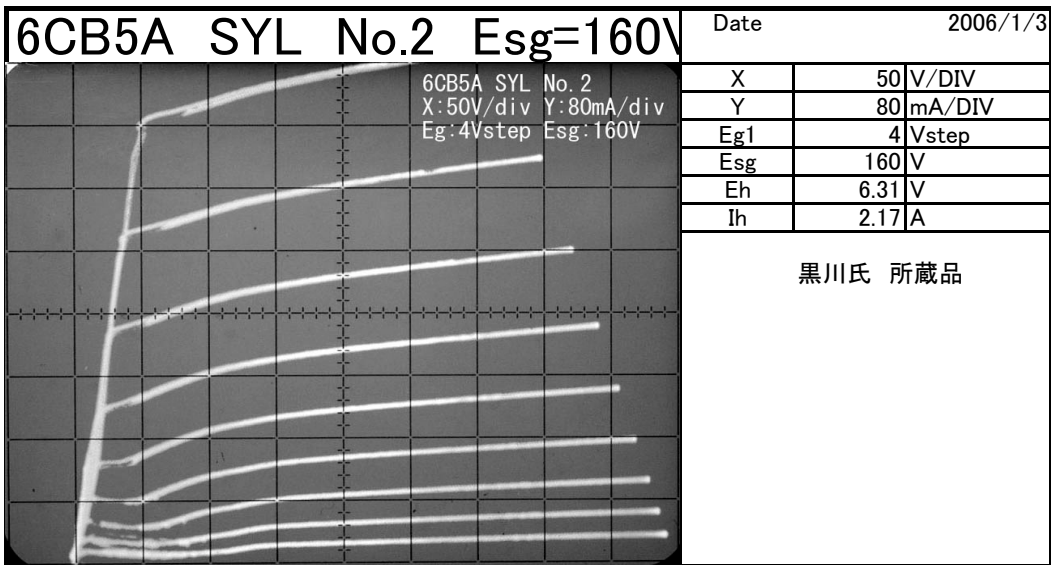 6CB5A SYL No.2 Esg=160V
Date 2006/1/3
6CB5A SYL No.2
X:50V/div Y:80mA/div
Eg:4Vstep Esg:160V
X 50 V/DIV
Y 80 mA/DIV
Eg1 4 Vstep
Esg 160 V
Eh 6.31 V
Ih 2.17 A
黒川氏 所蔵品